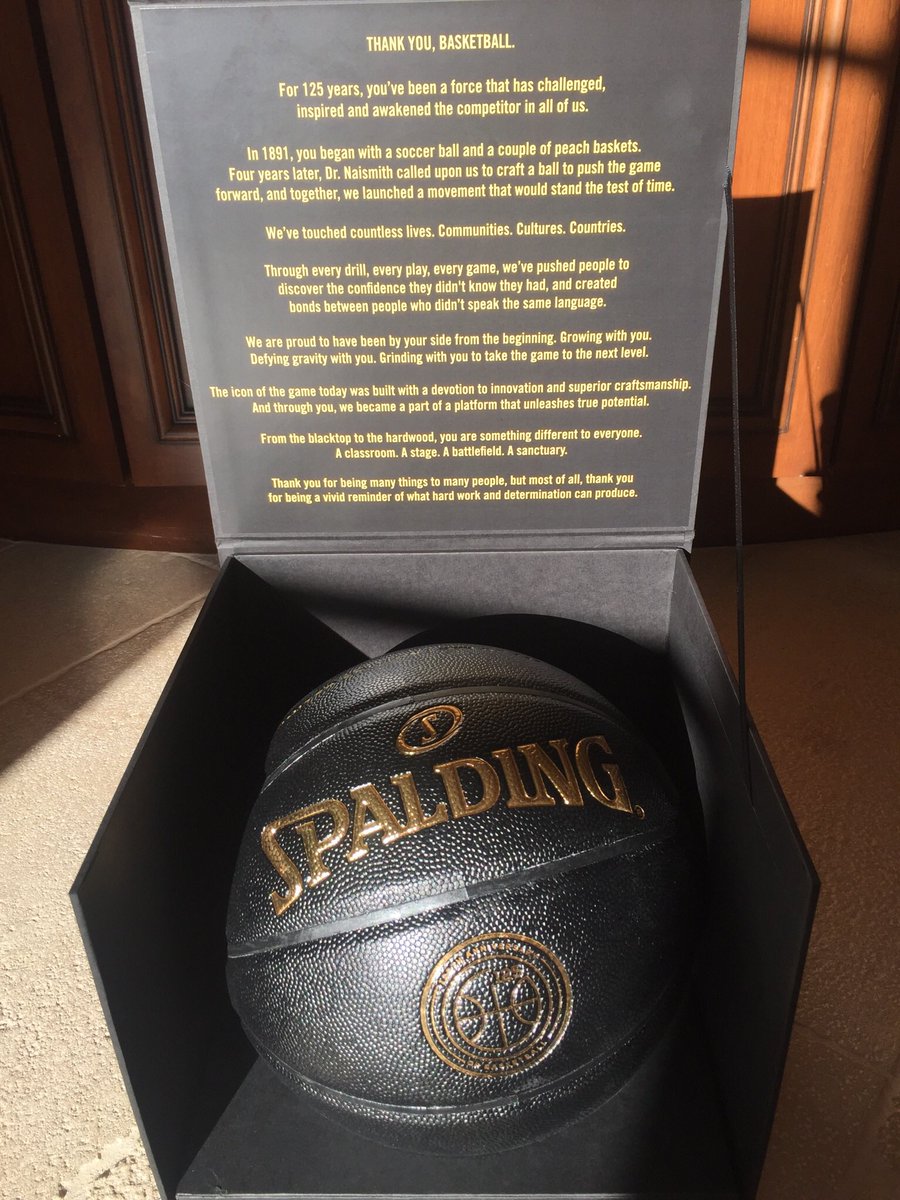 THANK YOU, BASKETBALL.
For 125 years, you've been a force that has challenged,
inspired and awakened the competitor in all of us.
In 1891, you began with a soccer ball and a couple of peach baskets.
Four years later, Dr. Naismith called upon us to craft a ball to push the game
forward, and together, we launched a movement that would stand the test of time.
We've touched countless lives. Communities. Cultures. Countries.
Through every drill, every play, every game, we've pushed people to
discover the confidence they didn't know they had, and created
bonds between people who didn't speak the same language.
We are proud to have been by your side from the beginning. Growing with you.
Defying gravity with you. Grinding with you to take the game to the next level.
The icon of the game today was built with a devotion to innovation and superior craftsmanship.
And through you, we became a part of a platform that unleashes true potential.
From the blacktop to the hardwood, you are something different to everyone.
A classroom. A stage. A battlefield. A sanctuary.
Thank you for being many things to many people, but most of all, thank you
for being a vivid reminder of what hard work and determination can produce.
S
SPALDING®
125
BASKETBALL